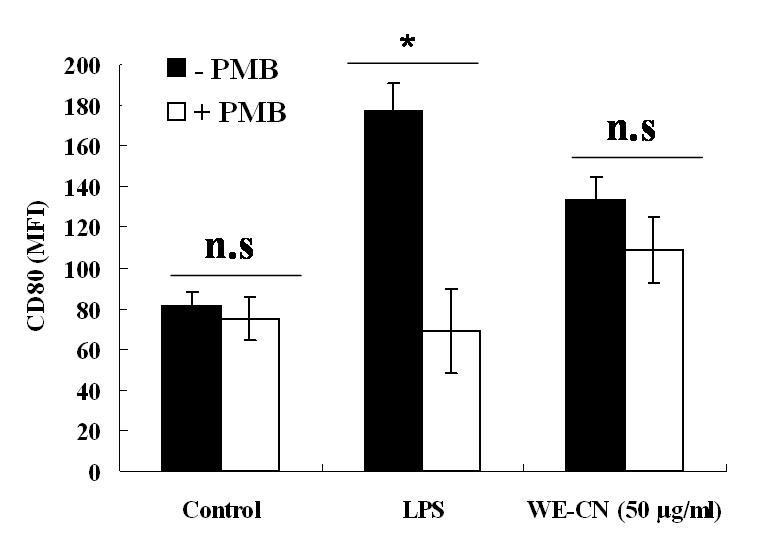 *
200
180
160
140
120
100
80
60
40
20
0
CD80 (MFI)
- PMB
+ PMB
n.s
n.s
Control
LPS
WE-CN (50 µg/ml)